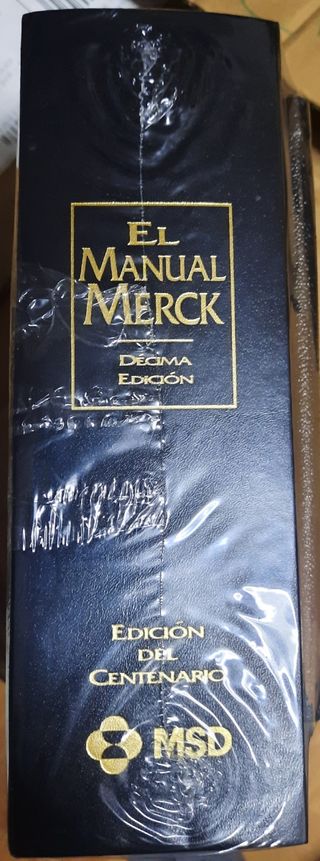 EL
MANUAL
MERCK
DÉCIMA
EDICIÓN
EDICIÓN
DEL
CENTENARIO
MSD